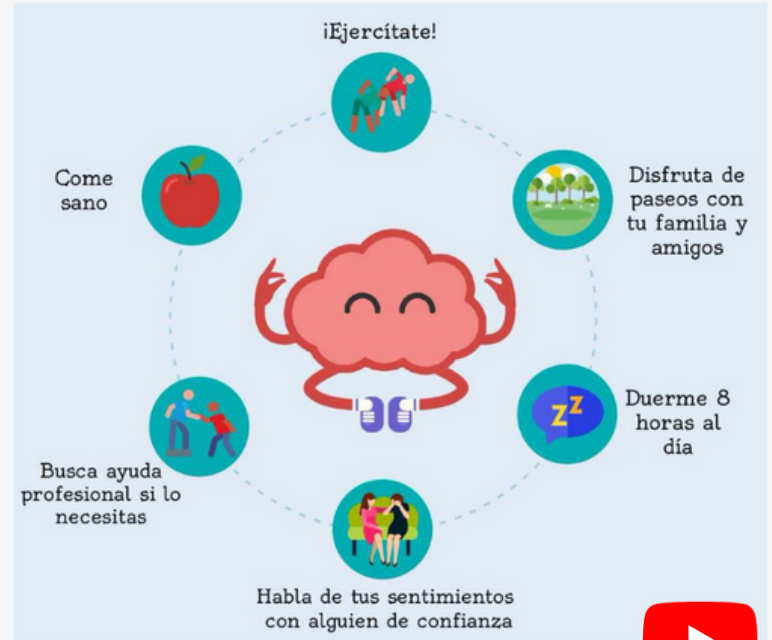 ¡Ejercítate!
Disfruta de
paseos con
tu familia y
amigos
Duerme 8
horas al
día
Habla de tus sentimientos
con alguien de confianza
Busca ayuda
profesional si lo
necesitas
Come
sano
zz